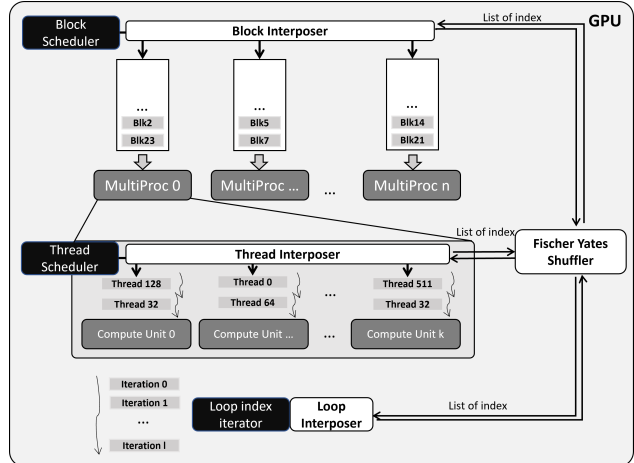 List of index
GPU
Block
Scheduler
Block Interposer
...
...
...
Blk2
Blk5
Blk14
Blk23
Blk7
Blk21
MultiProc 0
MultiProc ...
...
MultiProc n
List of index
Thread
Scheduler
Thread Interposer
Fischer Yates
Shuffler
Thread 128
Thread 0
...
Thread 511
Thread 32
Thread 64
Thread 32
Compute Unit 0
Compute Unit ...
...
Compute Unit k
Iteration 0
Iteration 1
...
Iteration l
Loop index
iterator
Loop
Interposer
List of index